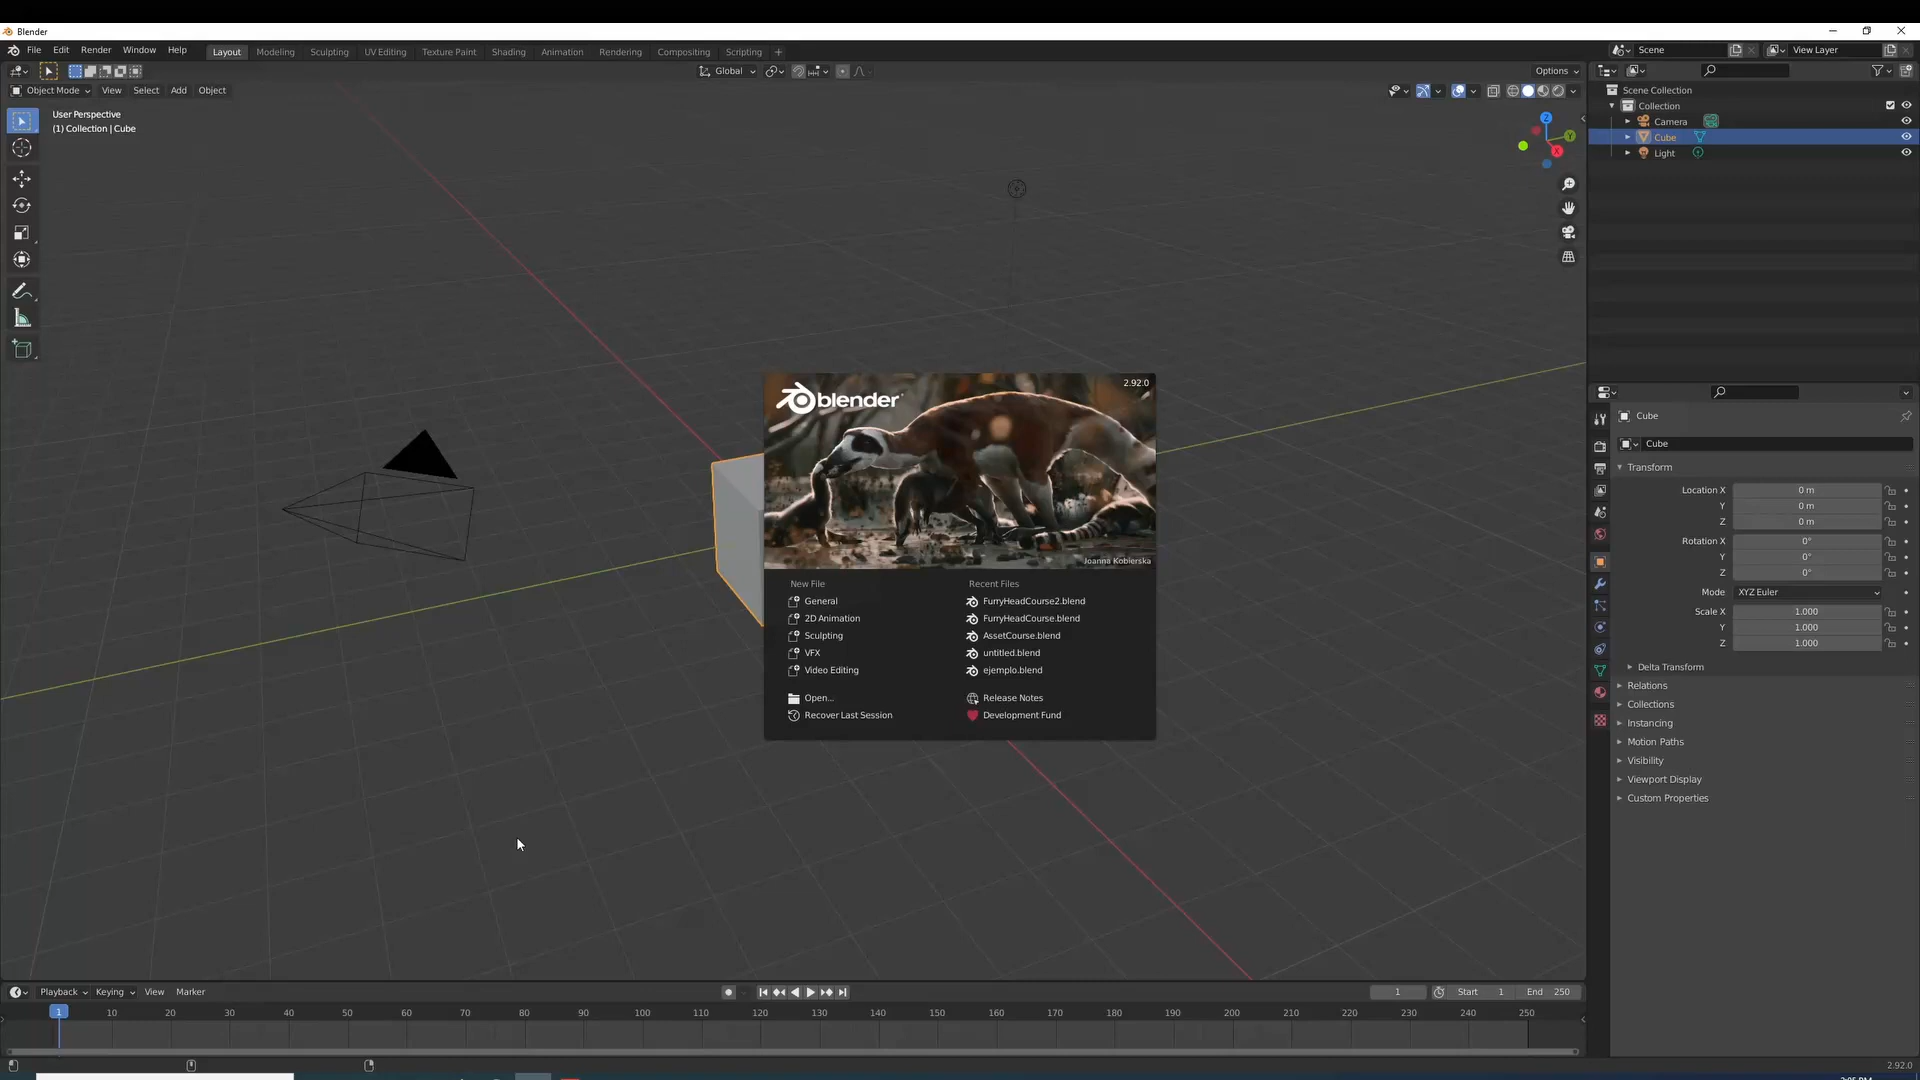 Blender
File Edit Render Window Help Layout Modeling Sculpting UV Editing Texture Paint Shading Animation Rendering Compositing Scripting + Scene View Layer
Global Options
Object Mode View Select Add Object
User Perspective
(1) Collection | Cube
Z
Y
X
Scene Collection
Collection
Camera
Cube
Light
blender 2.92.0
Joanna Kobierska
New File Recent Files
General FurryHeadCourse2.blend
2D Animation FurryHeadCourse.blend
Sculpting AssetCourse.blend
VFX untitled.blend
Video Editing ejemplo.blend
Open... Release Notes
Recover Last Session Development Fund
Cube
Cube
Transform
Location X 0 m
Y 0 m
Z 0 m
Rotation X 0°
Y 0°
Z 0°
Mode XYZ Euler
Scale X 1.000
Y 1.000
Z 1.000
Delta Transform
Relations
Collections
Instancing
Motion Paths
Visibility
Viewport Display
Custom Properties
Playback Keying View Marker 1 Start 1 End 250
1 10 20 30 40 50 60 70 80 90 100 110 120 130 140 150 160 170 180 190 200 210 220 230 240 250
2.92.0